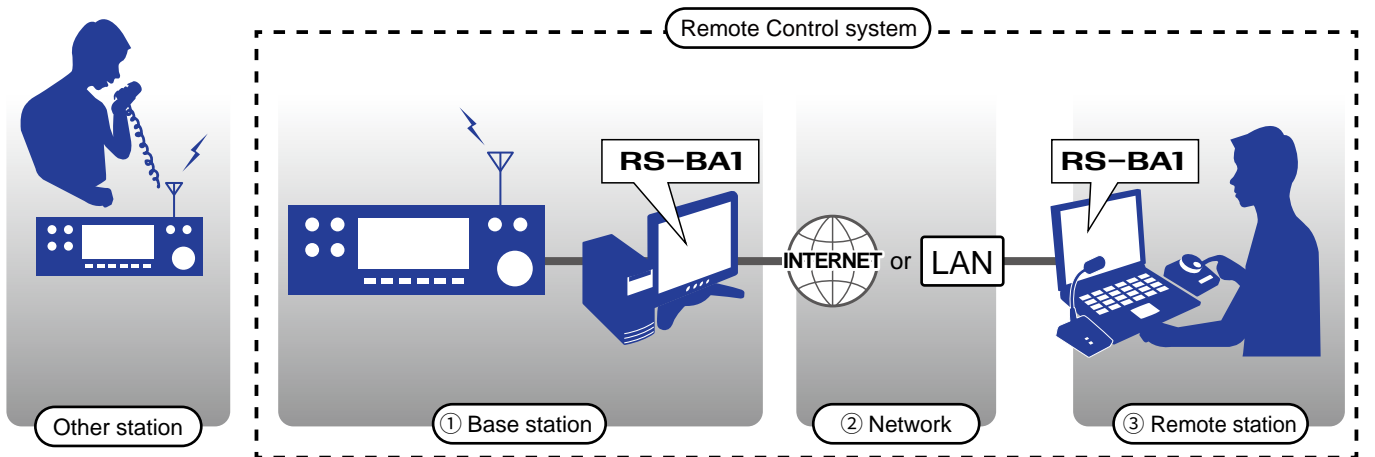 Remote Control system
RS-BA1
RS-BA1
INTERNET or LAN
Other station
① Base station
② Network
③ Remote station